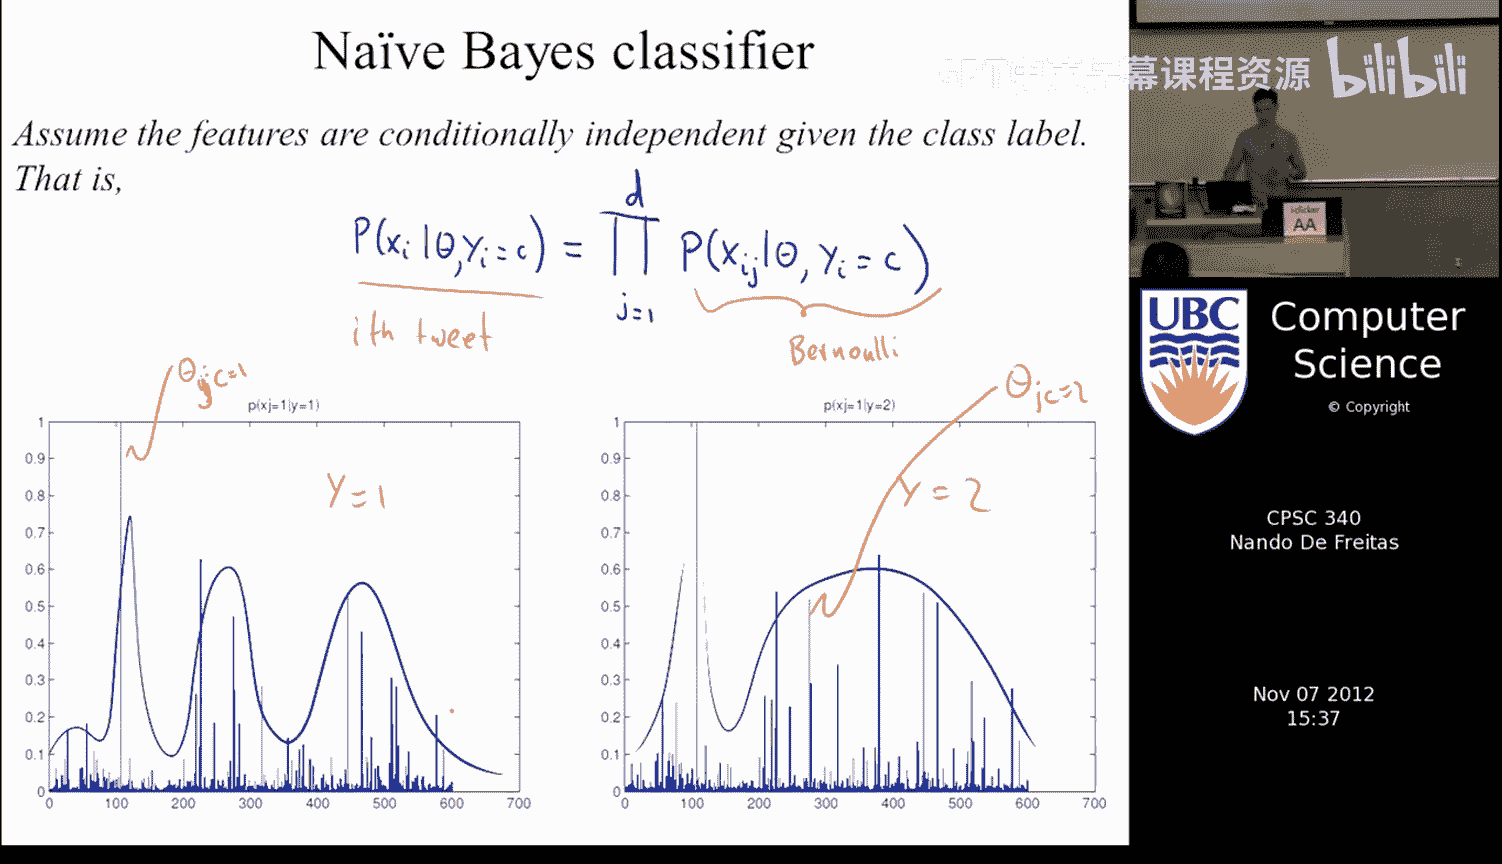 Naïve Bayes classifier
幕课程资源 bilibili
Assume the features are conditionally independent given the class label.
That is,
P(xᵢ|θ,yᵢ=c) = ∏ P(xᵢⱼ|θ, yᵢ=c)
d
j=1
ith tweet
Bernoulli
θjc=1
θjc=2
p(xj=1|y=1)
p(xj=1|y=2)
Y=1
Y=2
1
0.9
0.8
0.7
0.6
0.5
0.4
0.3
0.2
0.1
0
0 100 200 300 400 500 600 700
1
0.9
0.8
0.7
0.6
0.5
0.4
0.3
0.2
0.1
0
0 100 200 300 400 500 600 700
AA
UBC
Computer
Science
© Copyright
CPSC 340
Nando De Freitas
Nov 07 2012
15:37